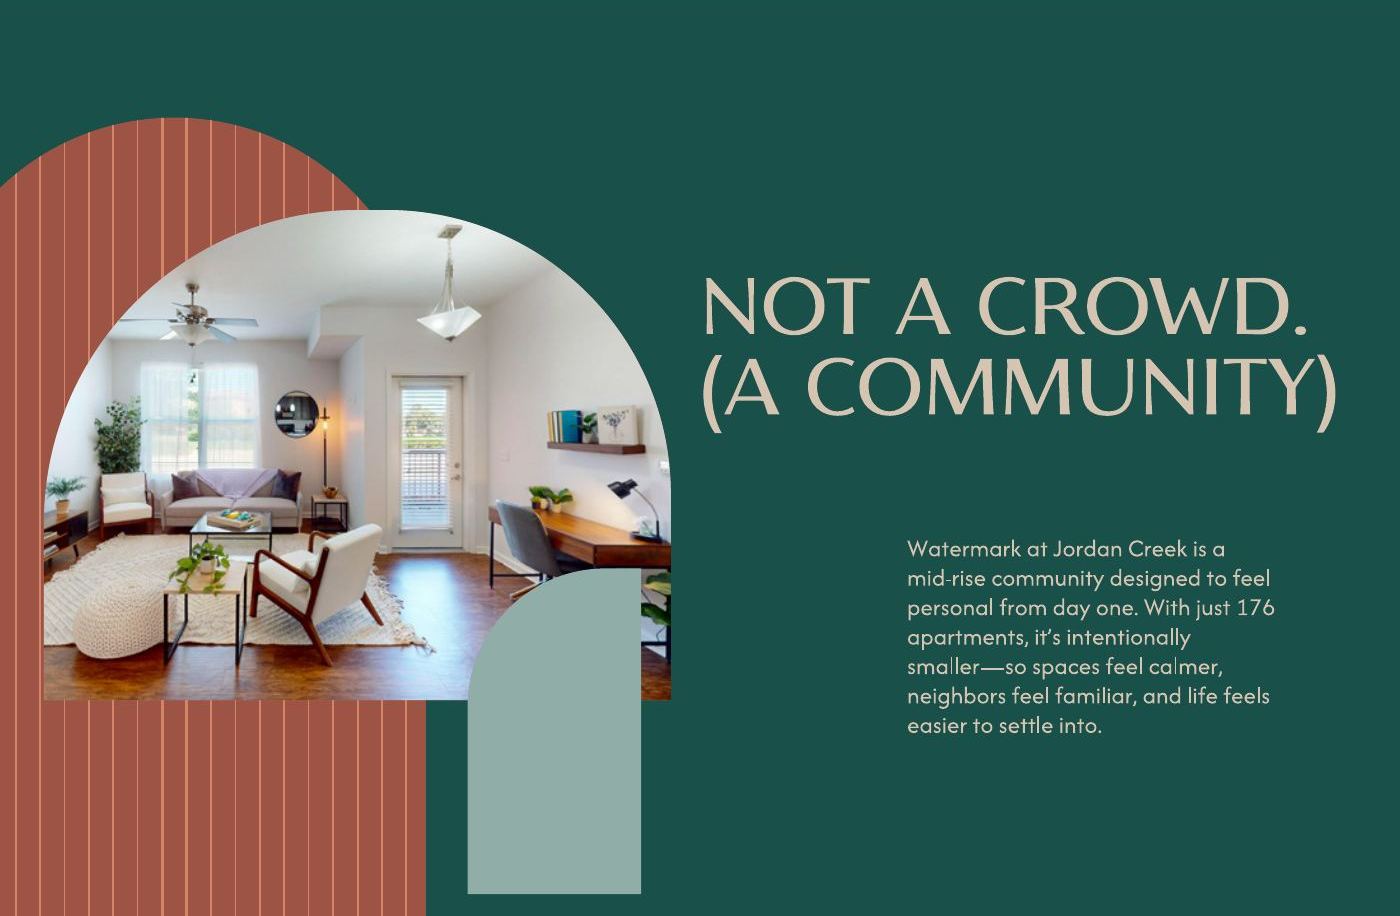 NOT A CROWD.
(A COMMUNITY)
Watermark at Jordan Creek is a
mid-rise community designed to feel
personal from day one. With just 176
apartments, it’s intentionally
smaller—so spaces feel calmer,
neighbors feel familiar, and life feels
easier to settle into.